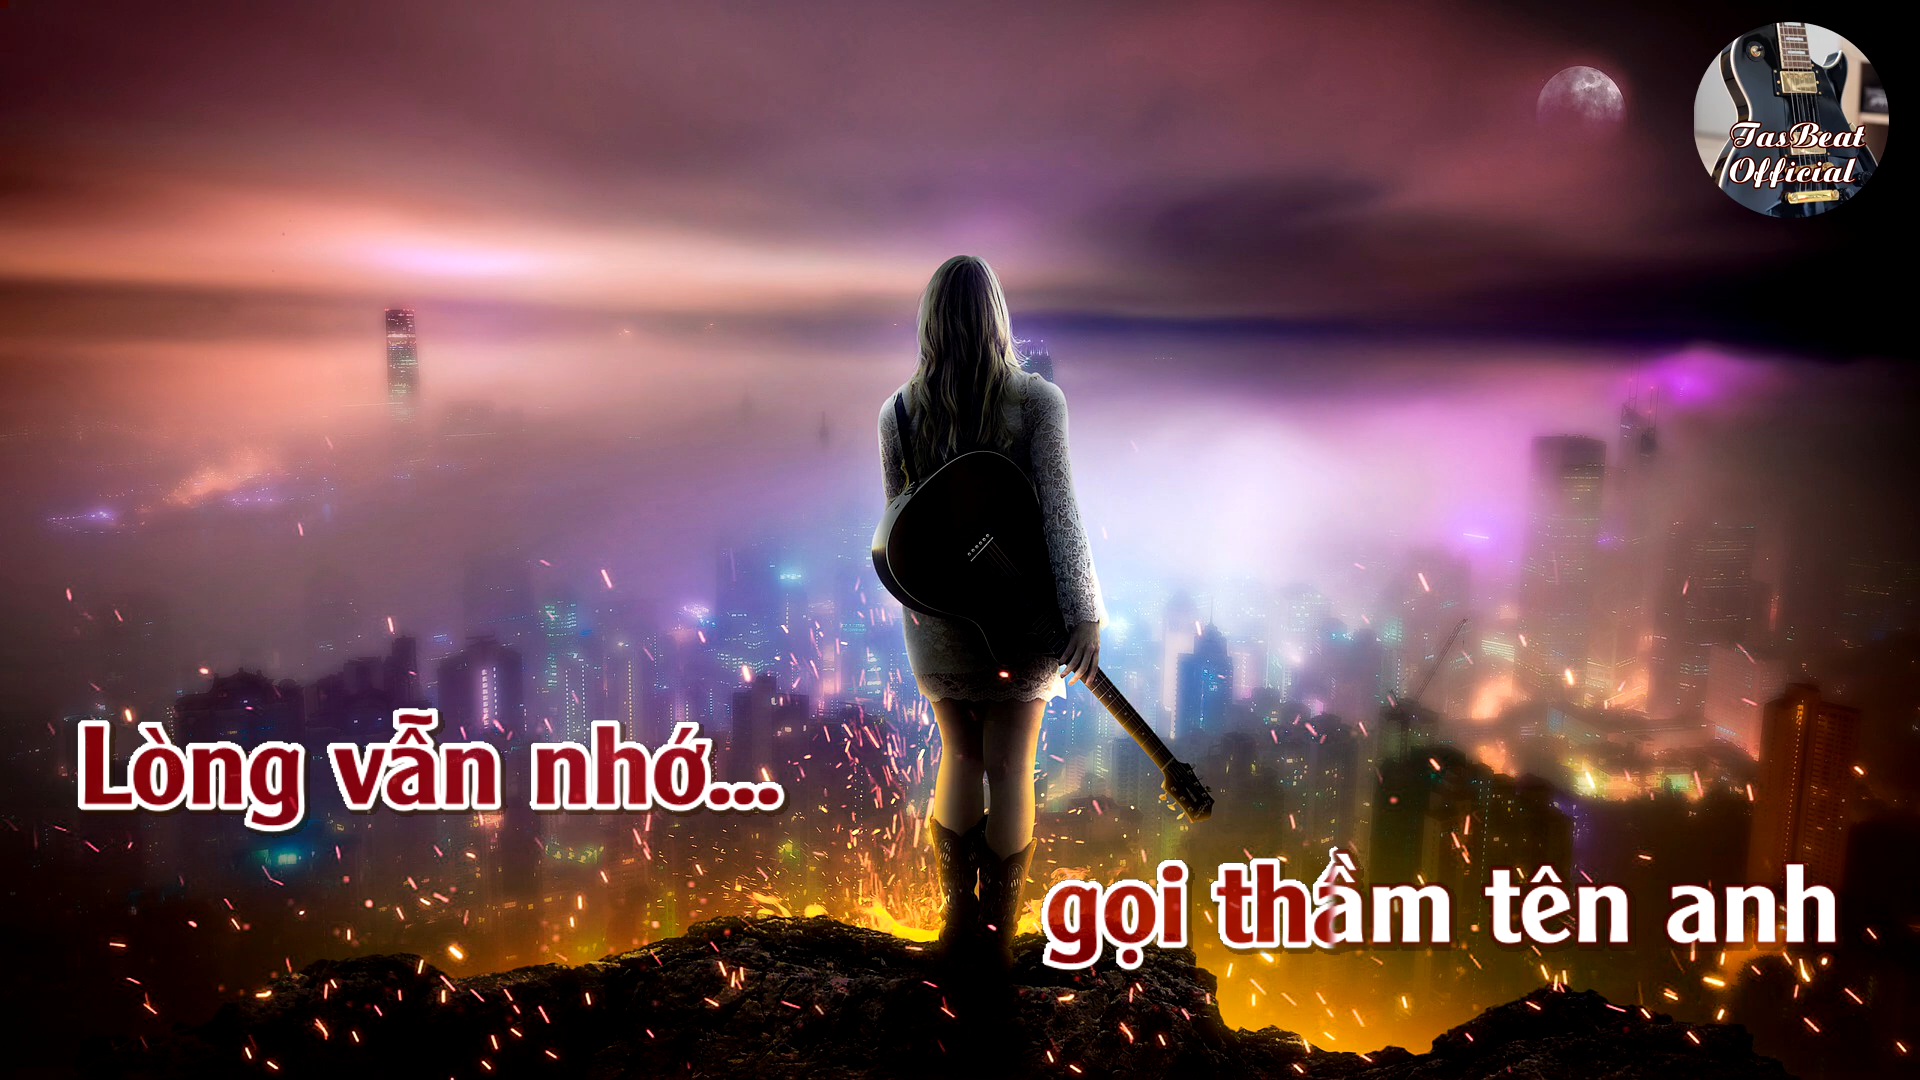 TasBeat
Official
Lòng vẫn nhớ...
gọi thầm tên anh